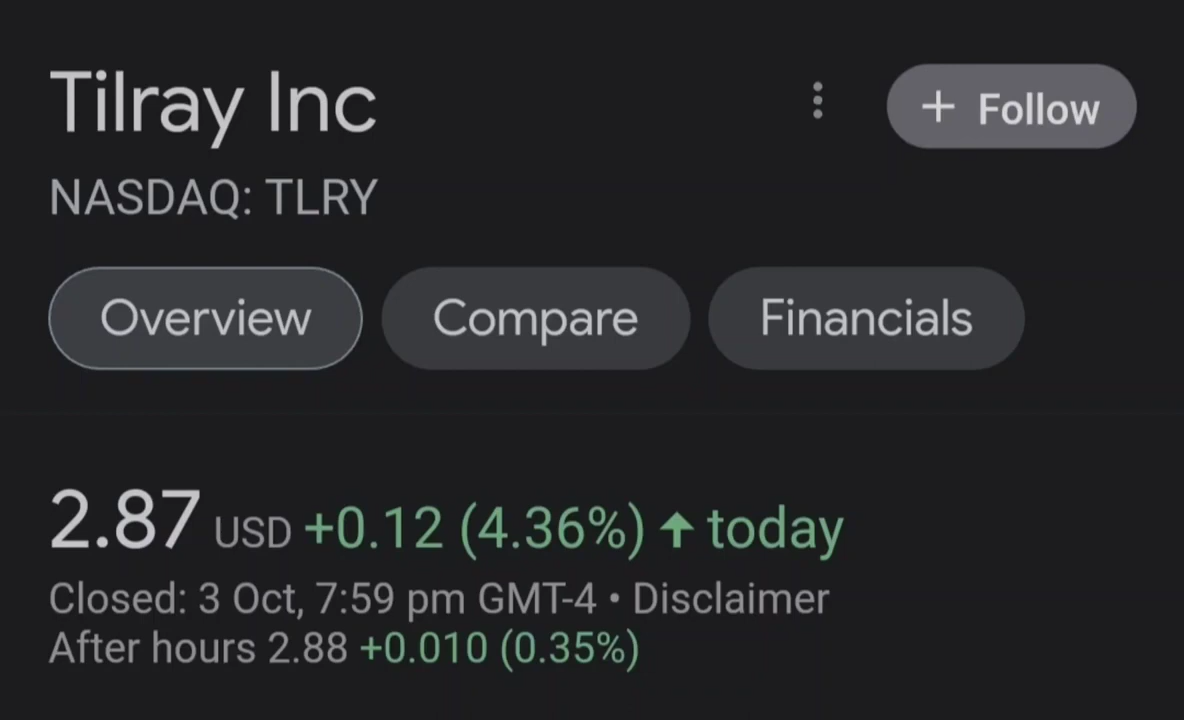 Tilray Inc
+ Follow
NASDAQ: TLRY
Overview Compare Financials
2.87 USD +0.12 (4.36%) ↑ today
Closed: 3 Oct, 7:59 pm GMT-4 • Disclaimer
After hours 2.88 +0.010 (0.35%)